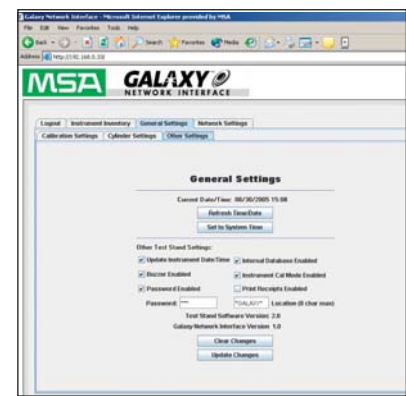 Galaxy Network Interface - Microsoft Internet Explorer provided by MSA
File Edit View Favorites Tools Help
Back Search Favorites Media
Address http://192.168.0.33/
MSA GALAXY
NETWORK INTERFACE
Logout Instrument Inventory General Settings Network Settings
Calibration Settings Cylinder Settings Other Settings
General Settings
Current Date/Time: 08/30/2005 15:08
Refresh Time/Date
Set to System Time
Other Test Stand Settings:
Update Instrument Date/Time Internal Database Enabled
Buzzer Enabled Instrument Cal Mode Enabled
Password Enabled Print Receipts Enabled
Password: **** *GALAXY* Location (8 char max)
Test Stand Software Version: 2.0
Galaxy Network Interface Version 1.0
Clear Changes
Update Changes